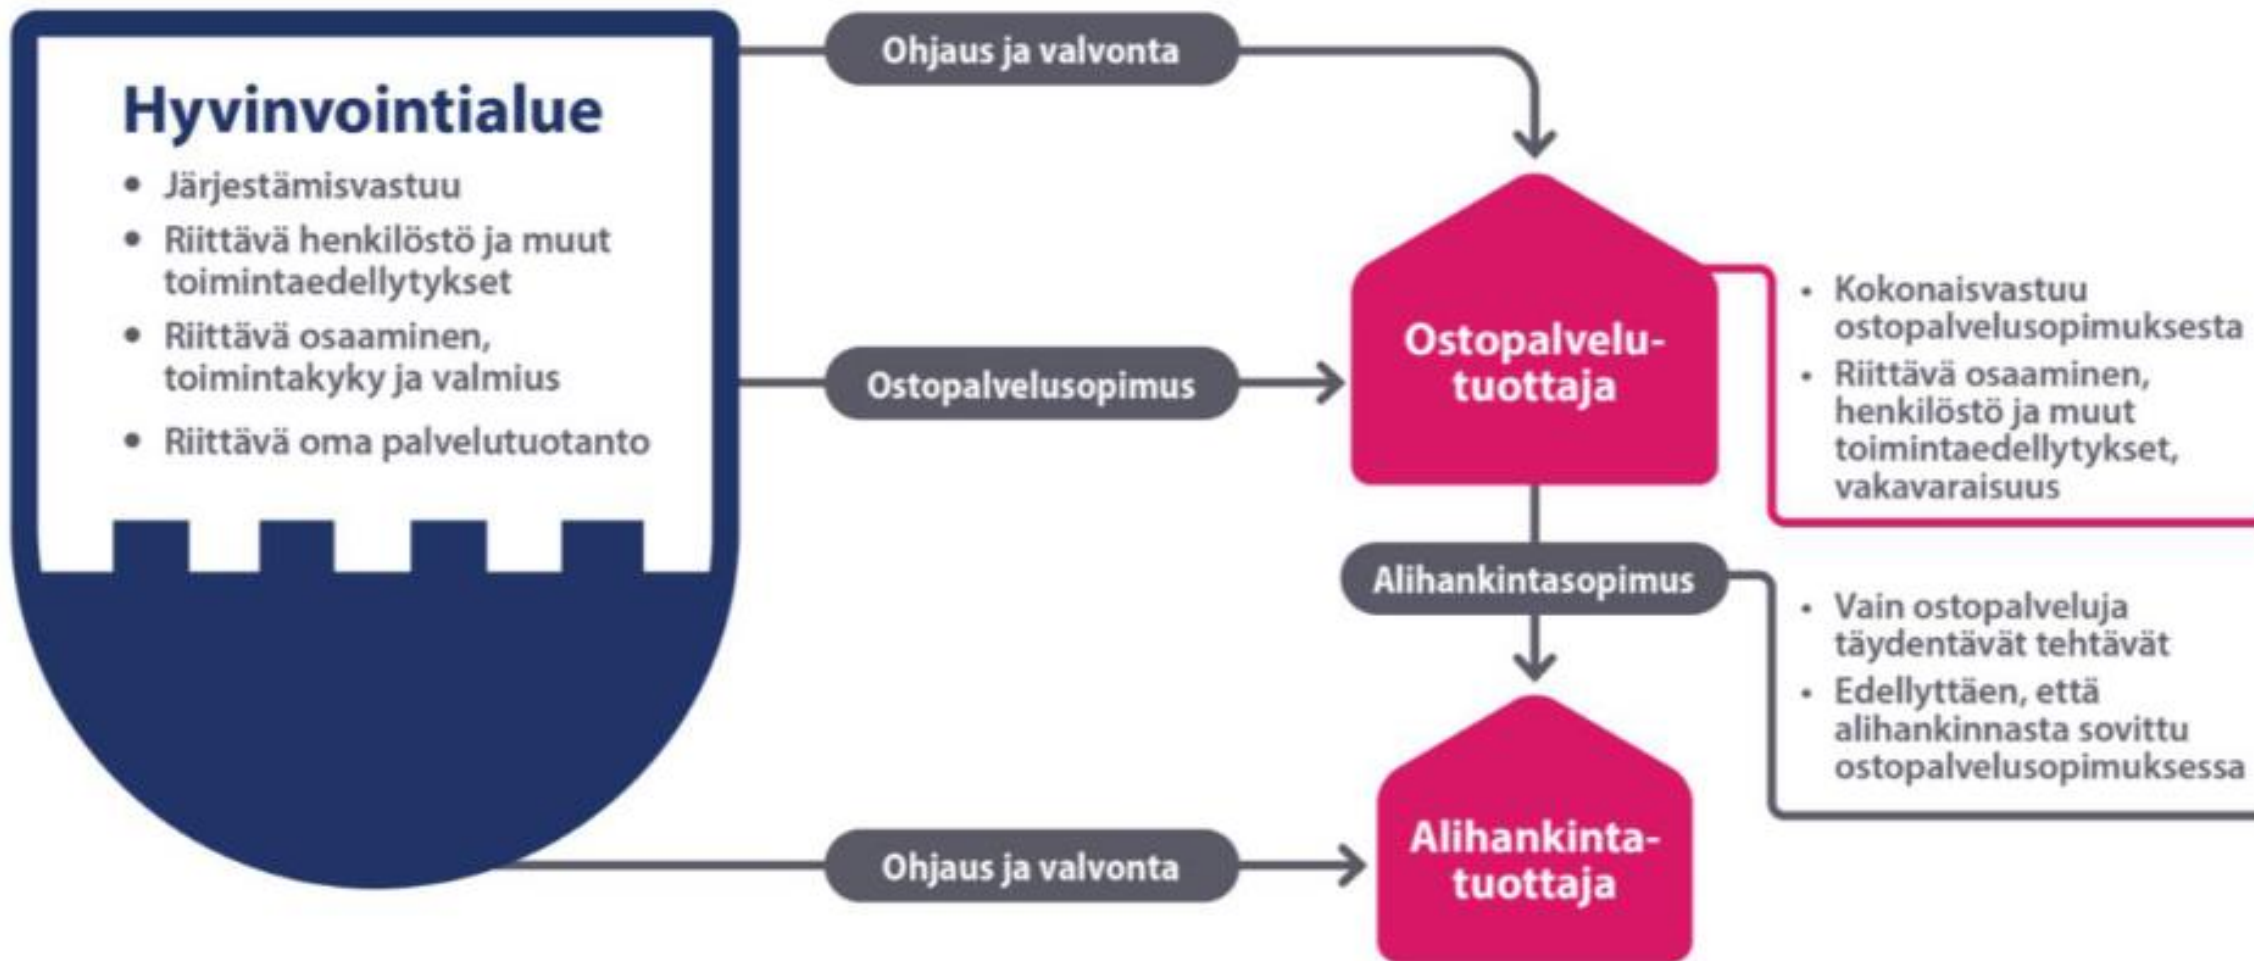 Hyvinvointialue
• Järjestämisvastuu
• Riittävä henkilöstö ja muut
toimintaedellytykset
• Riittävä osaaminen,
toimintakyky ja valmius
• Riittävä oma palvelutuotanto
Ohjaus ja valvonta
Ostopalvelusopimus
Ostopalvelu-
tuottaja
• Kokonaisvastuu
ostopalvelusopimuksesta
• Riittävä osaaminen,
henkilöstö ja muut
toimintaedellytykset,
vakavaraisuus
Alihankintasopimus
• Vain ostopalveluja
täydentävät tehtävät
• Edellyttäen, että
alihankinnasta sovittu
ostopalvelusopimuksessa
Ohjaus ja valvonta
Alihankinta-
tuottaja